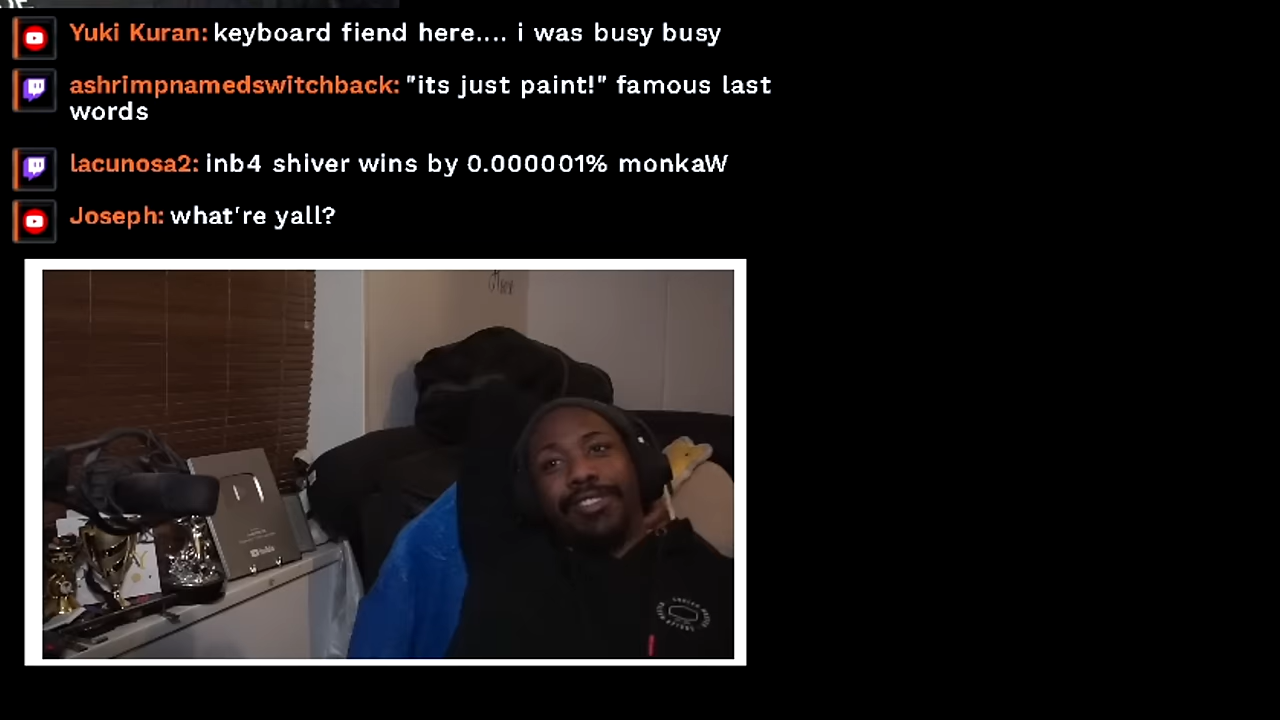 Yuki Kuran: keyboard fiend here.... i was busy busy
ashrimpnamedswitchback: "its just paint!" famous last
words
lacunosa2: inb4 shiver wins by 0.000001% monkaW
Joseph: what're yall?
YouTube